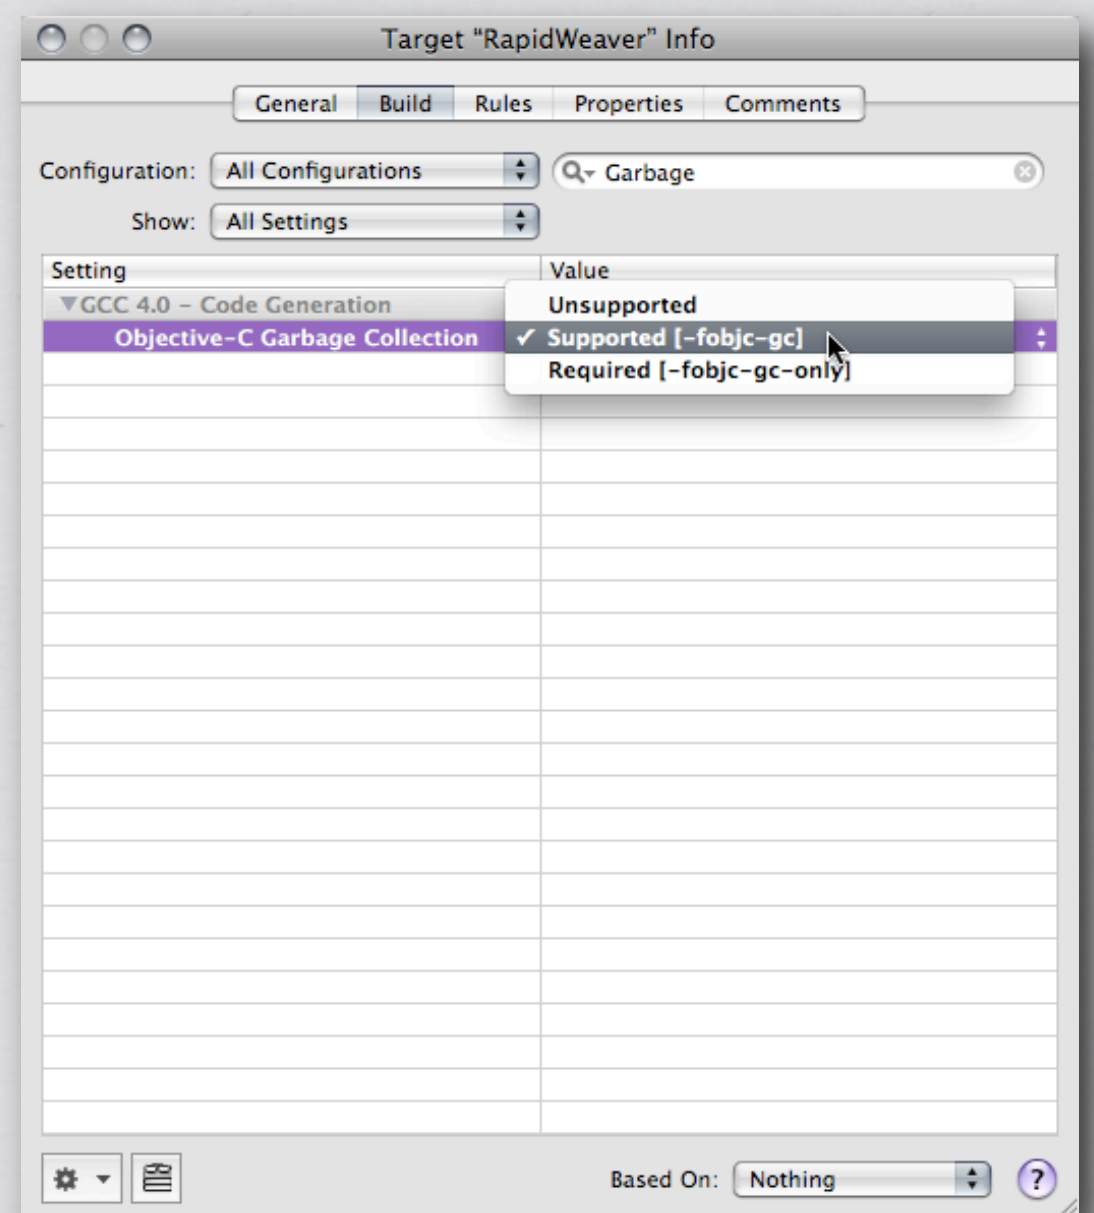 Target “RapidWeaver” Info
General Build Rules Properties Comments
Configuration: All Configurations Garbage
Show: All Settings
Setting Value
GCC 4.0 – Code Generation
Unsupported
Objective-C Garbage Collection ✓ Supported [-fobjc-gc]
Required [-fobjc-gc-only]
Based On: Nothing ?